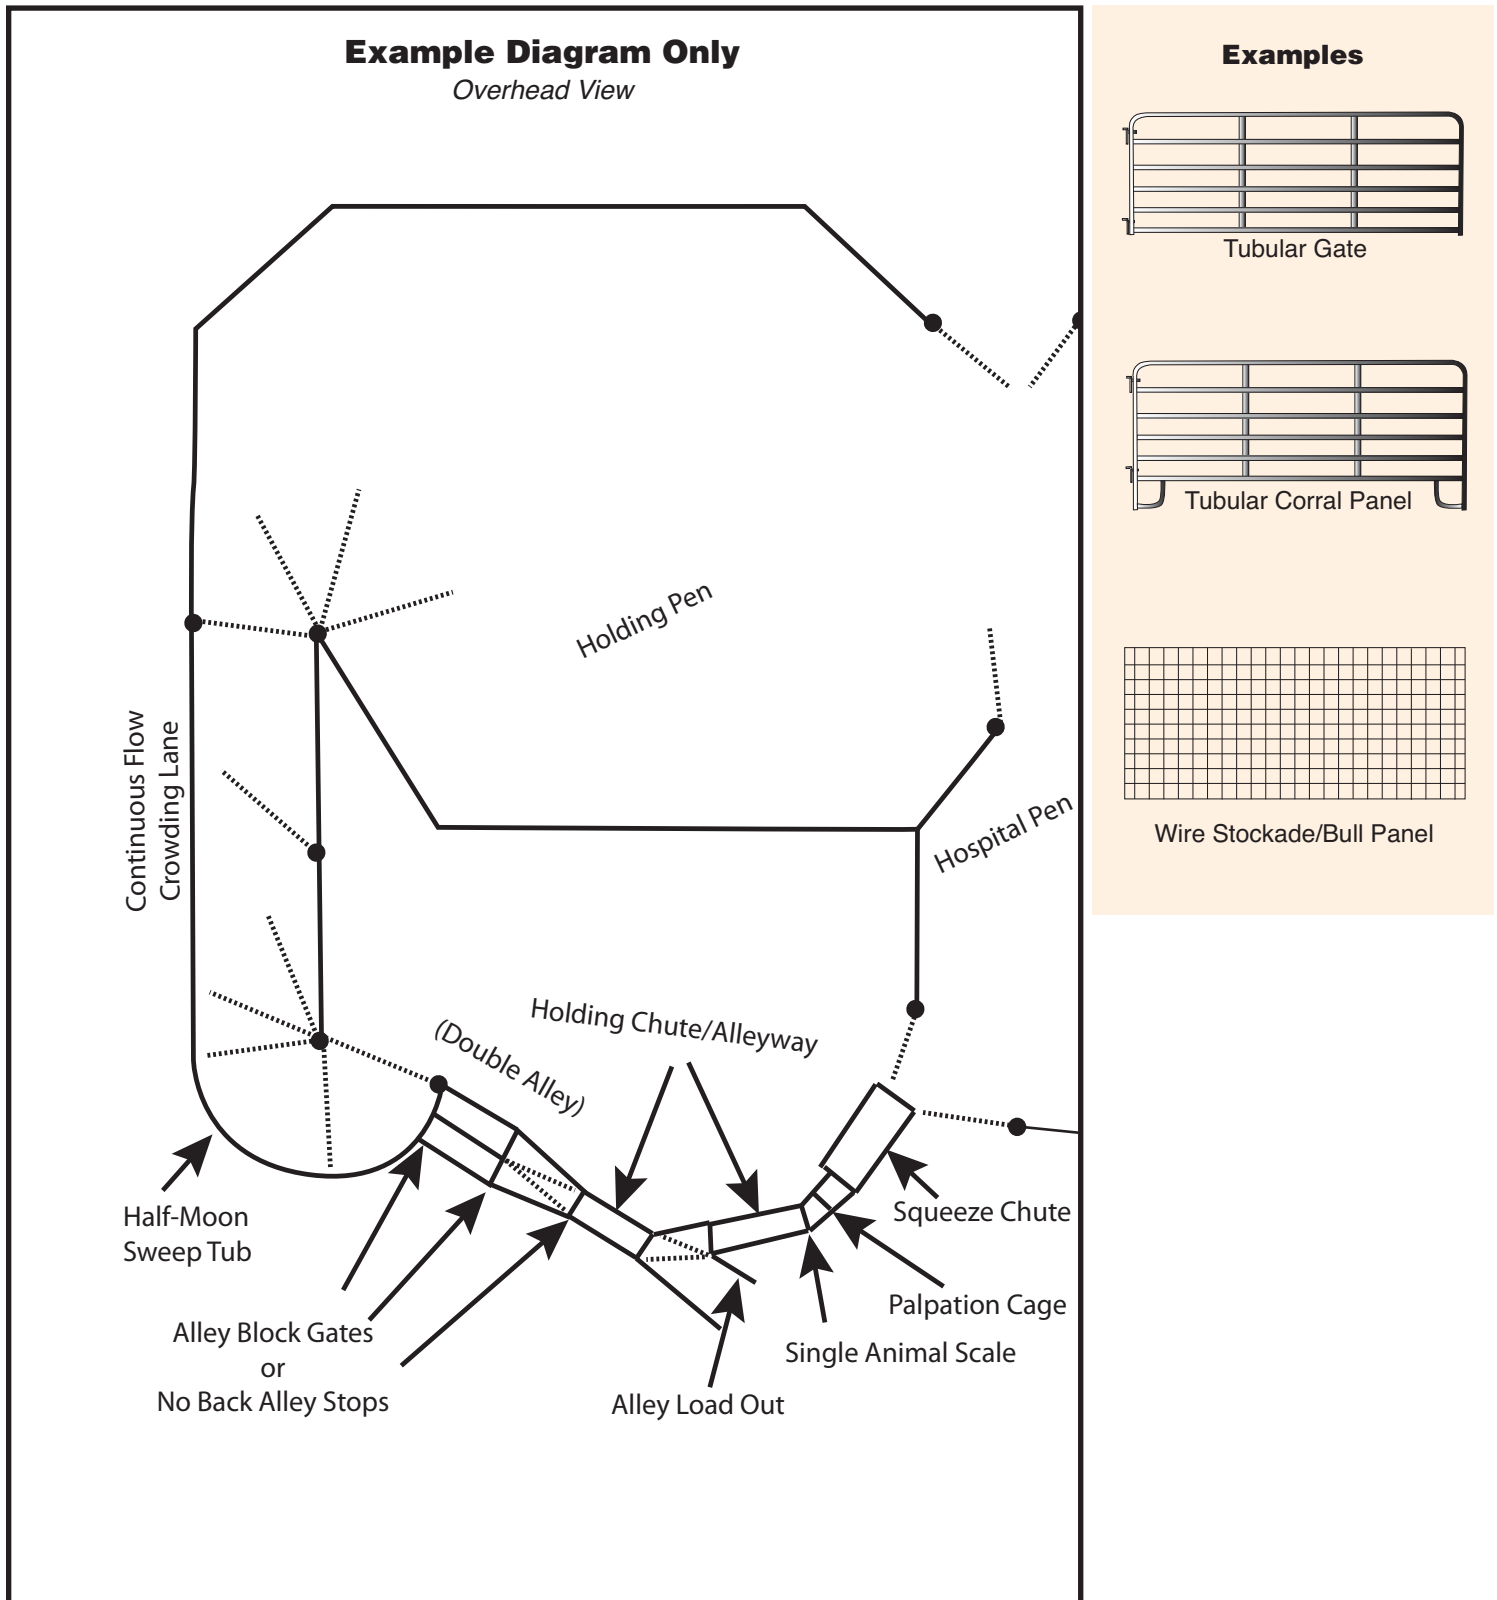 Example Diagram Only
Overhead View
Holding Pen
Continuous Flow
Crowding Lane
Hospital Pen
(Double Alley)
Holding Chute/Alleyway
Half-Moon
Sweep Tub
Squeeze Chute
Palpation Cage
Single Animal Scale
Alley Load Out
Alley Block Gates
or
No Back Alley Stops
Examples
Tubular Gate
Tubular Corral Panel
Wire Stockade/Bull Panel